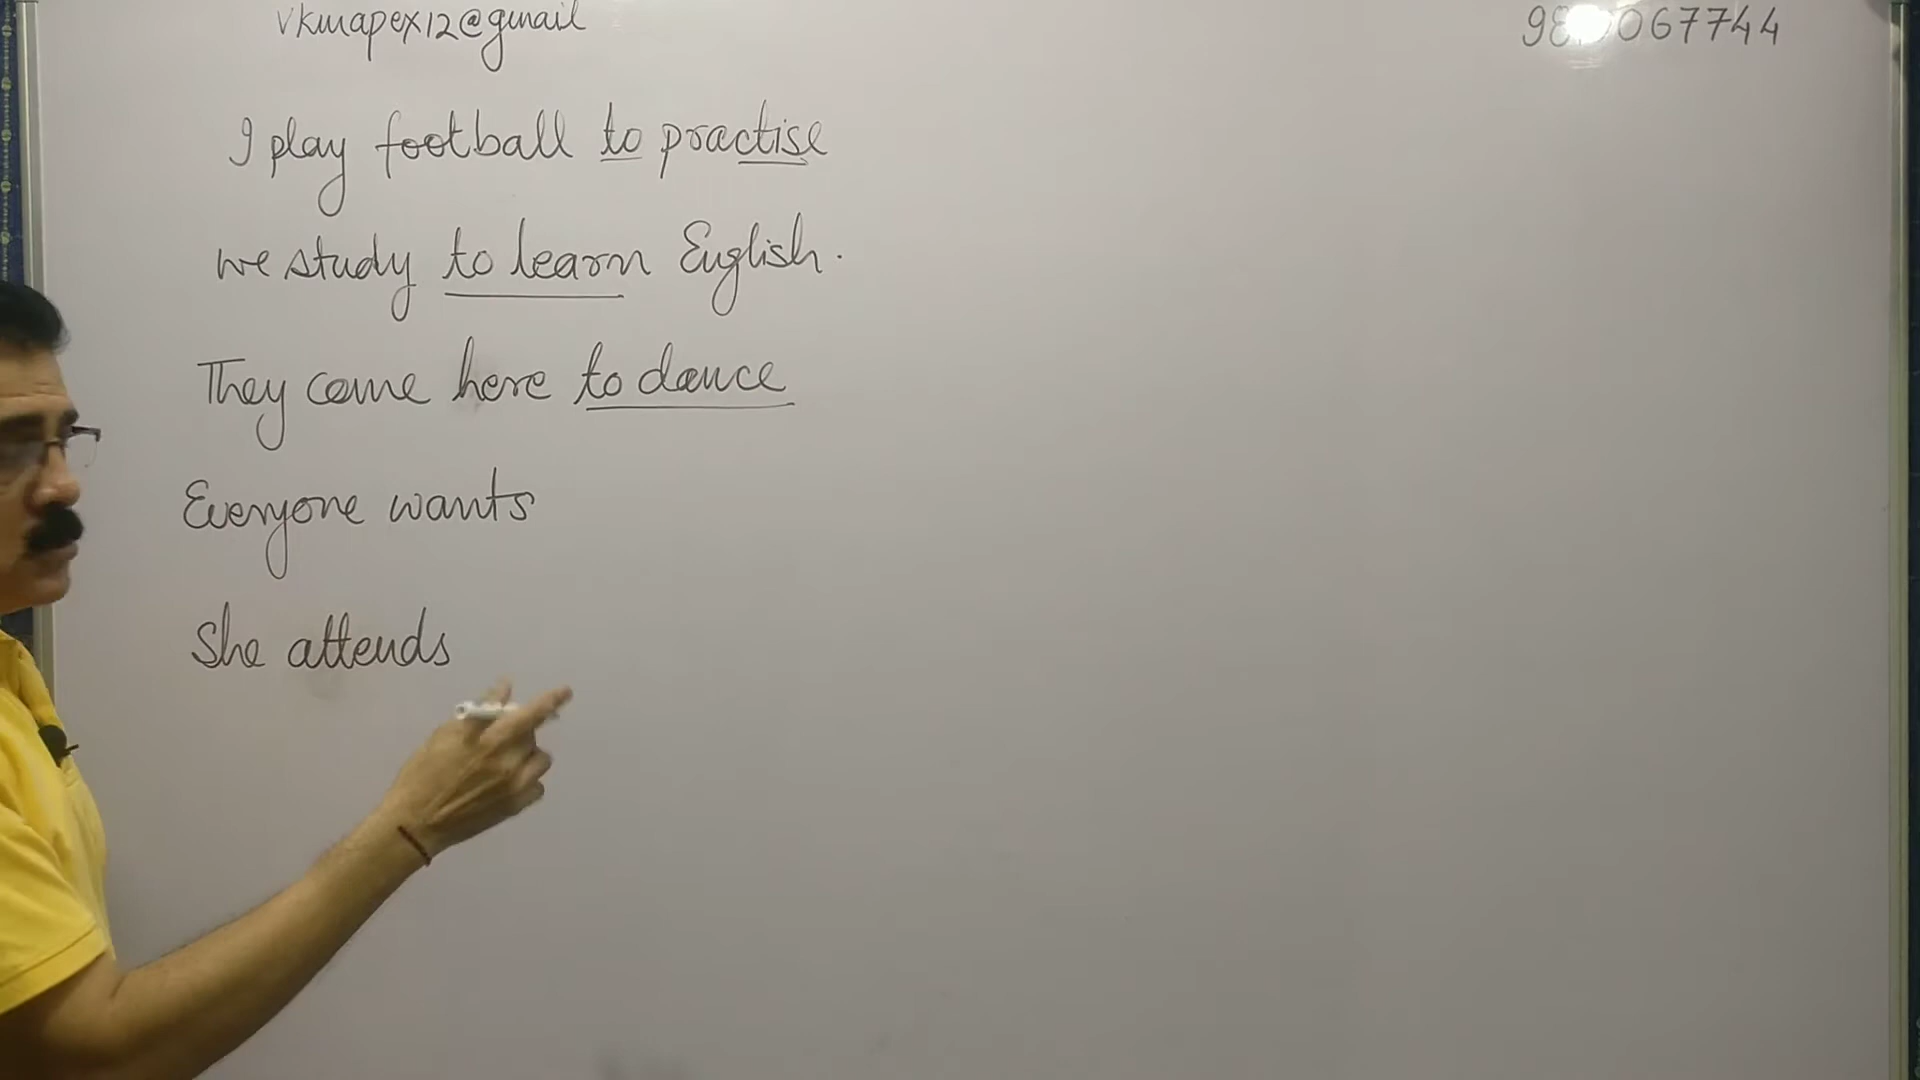 vkmapex12@gmail
067744
I play football to practise
we study to learn English.
They come here to dance
Everyone wants
She attends